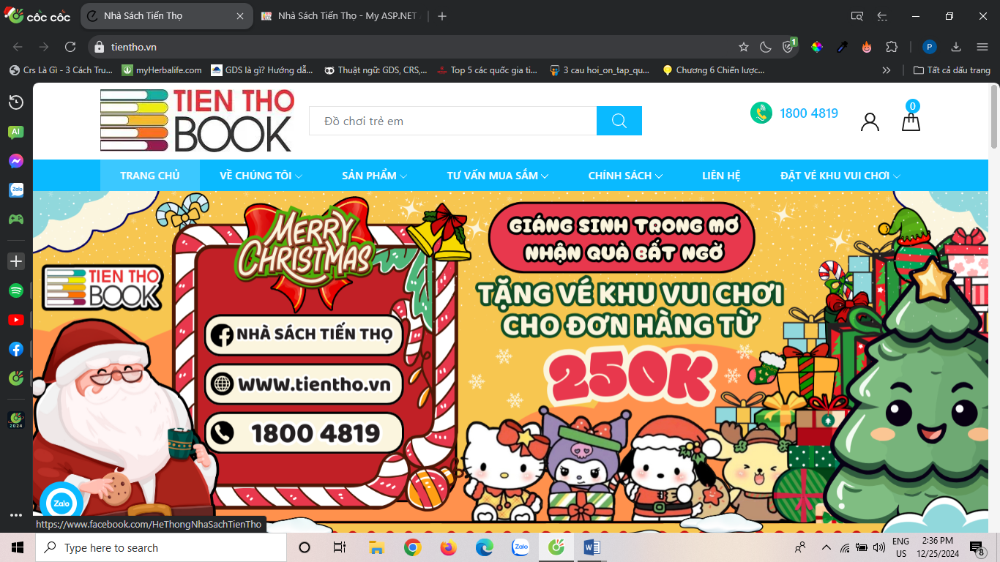 cốc cốc
Nhà Sách Tiến Thọ
Nhà Sách Tiến Thọ - My ASP.NET
tientho.vn
1
P
Crs Là Gì - 3 Cách Tru...
myHerbalife.com
GDS là gì? Hướng dẫ...
Thuật ngữ: GDS, CRS,...
Top 5 các quốc gia ti...
3 cau hoi_on_tap_qu...
Chương 6 Chiến lược...
Tất cả dấu trang
AI
Zalo
2024
TIEN THO
BOOK
Đồ chơi trẻ em
1800 4819
0
TRANG CHỦ
VỀ CHÚNG TÔI
SẢN PHẨM
TƯ VẤN MUA SẮM
CHÍNH SÁCH
LIÊN HỆ
ĐẶT VÉ KHU VUI CHƠI
MERRY
CHRISTMAS
TIEN THO
BOOK
NHÀ SÁCH TIẾN THỌ
WWW.tientho.vn
1800 4819
GIÁNG SINH TRONG MƠ
NHẬN QUÀ BẤT NGỜ
TẶNG VÉ KHU VUI CHƠI
CHO ĐƠN HÀNG TỪ
250K
Zalo
https://www.facebook.com/HeThongNhaSachTienTho
Type here to search
Zalo
ENG
US
2:36 PM
12/25/2024
8